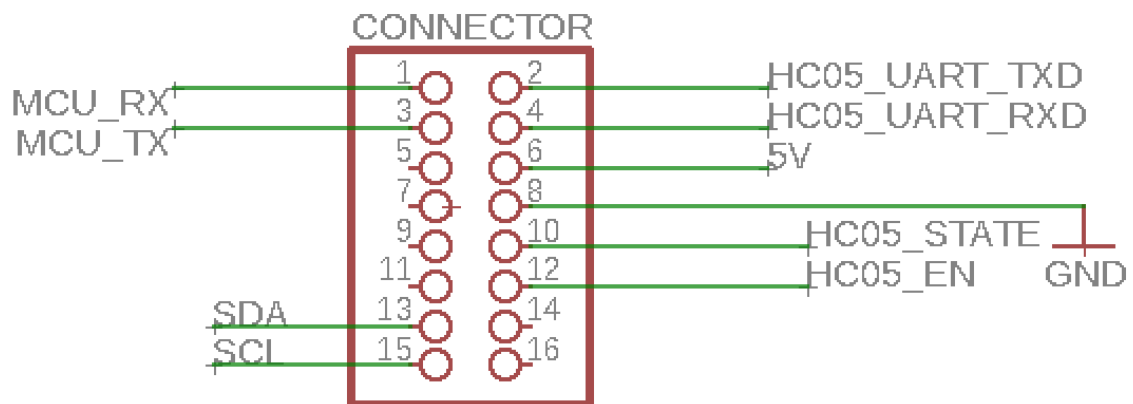 CONNECTOR
1 2 HC05_UART_TXD
MCU_RX
3 4 HC05_UART_RXD
MCU_TX
5 6 5V
7 8
9 10 HC05_STATE
11 12 HC05_EN GND
SDA 13 14
SCL 15 16